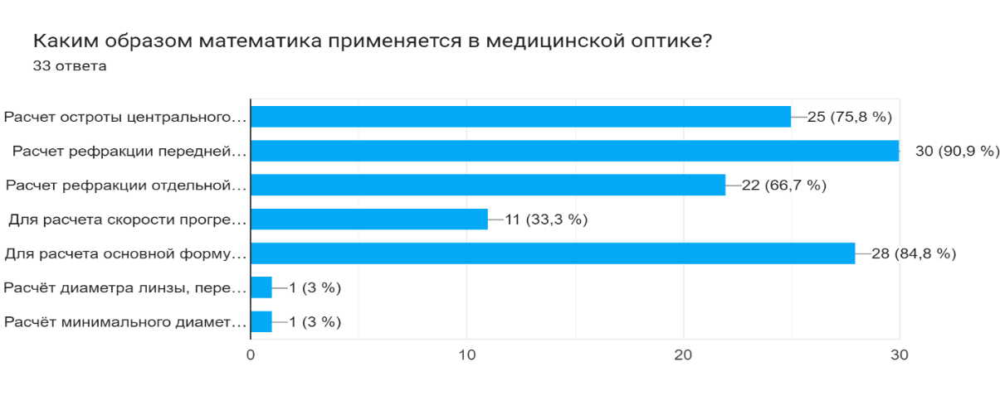 Каким образом математика применяется в медицинской оптике?
33 ответа
Расчет остроты центрального… 25 (75,8 %)
Расчет рефракции передней… 30 (90,9 %)
Расчет рефракции отдельной… 22 (66,7 %)
Для расчета скорости прогре… 11 (33,3 %)
Для расчета основной форму… 28 (84,8 %)
Расчёт диаметра линзы, пере… 1 (3 %)
Расчёт минимального диамет… 1 (3 %)
0 10 20 30